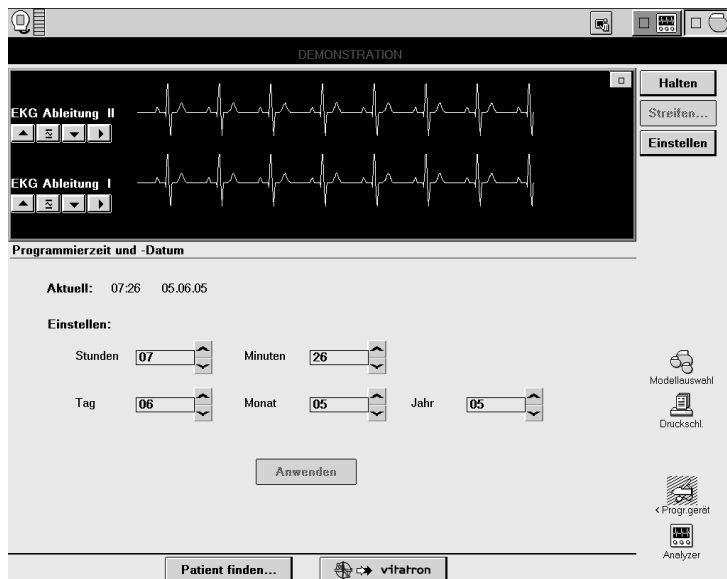 DEMONSTRATION
EKG Ableitung II
EKG Ableitung I
Halten
Streifen...
Einstellen
Programmierzeit und -Datum
Aktuell: 07:26 05.06.05
Einstellen:
Stunden 07 Minuten 26
Tag 06 Monat 05 Jahr 05
Anwenden
Modellauswahl
Druckschl.
< Progr.gerät
Analyzer
Patient finden...
vitatron